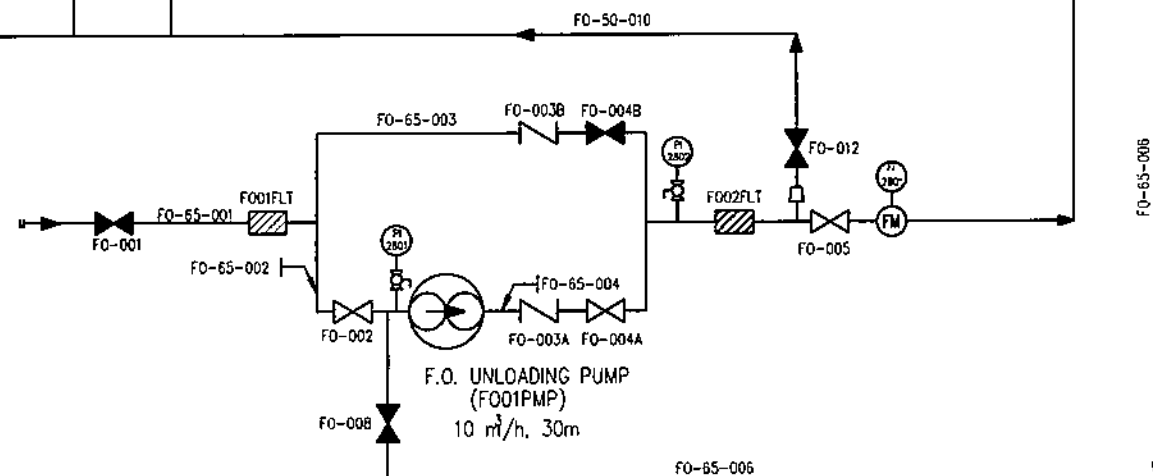 FO-50-010
FO-003B
FO-004B
FO-65-003
PI
2802
FO-012
FO-65-006
FO01FLT
FO02FLT
FO-65-001
FO-001
FM
FO-005
PI
2801
FO-65-002
FO-65-004
FO-002
FO-003A
FO-004A
F.O. UNLOADING PUMP
(FO01PMP)
10 m³/h, 30m
FO-008
FO-65-006